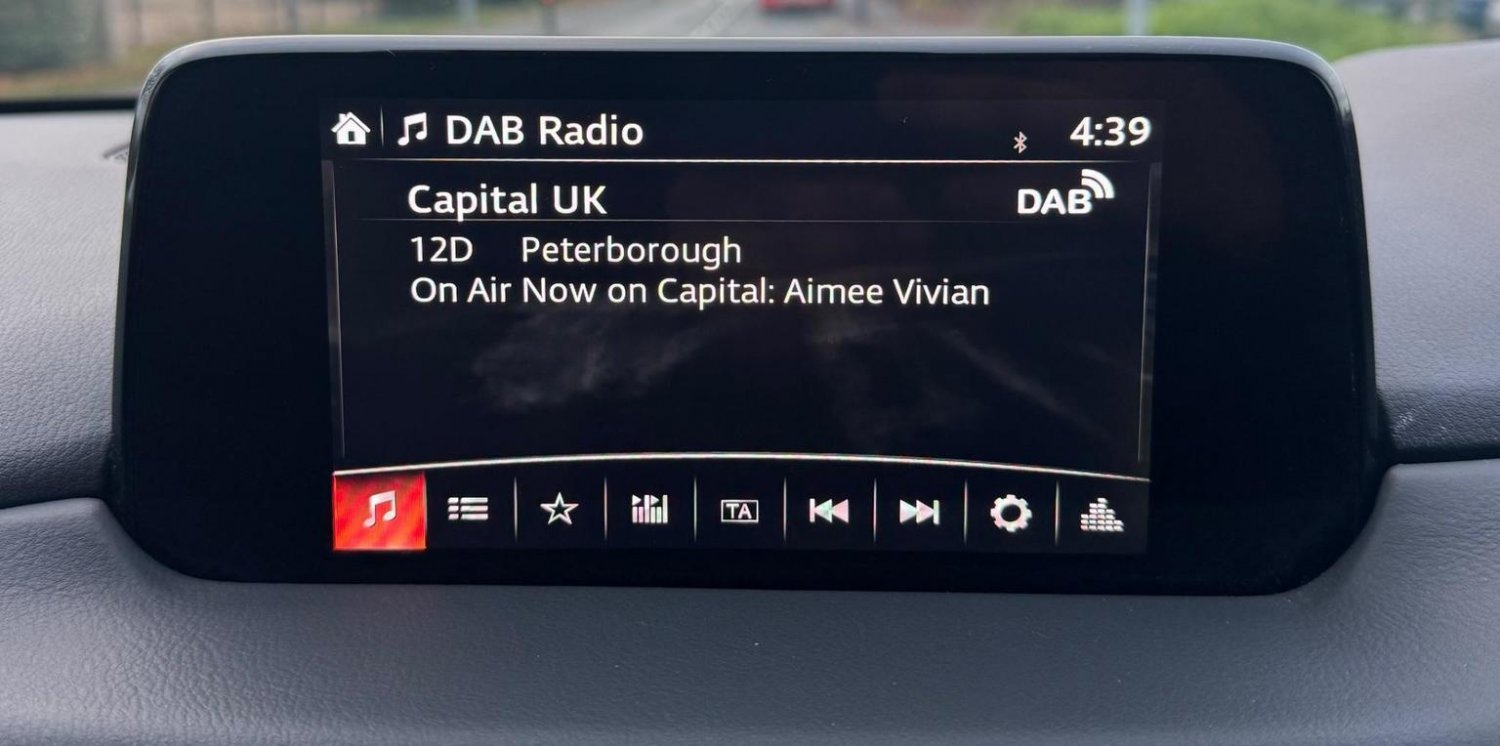 DAB Radio 4:39
Capital UK DAB
12D Peterborough
On Air Now on Capital: Aimee Vivian
TA